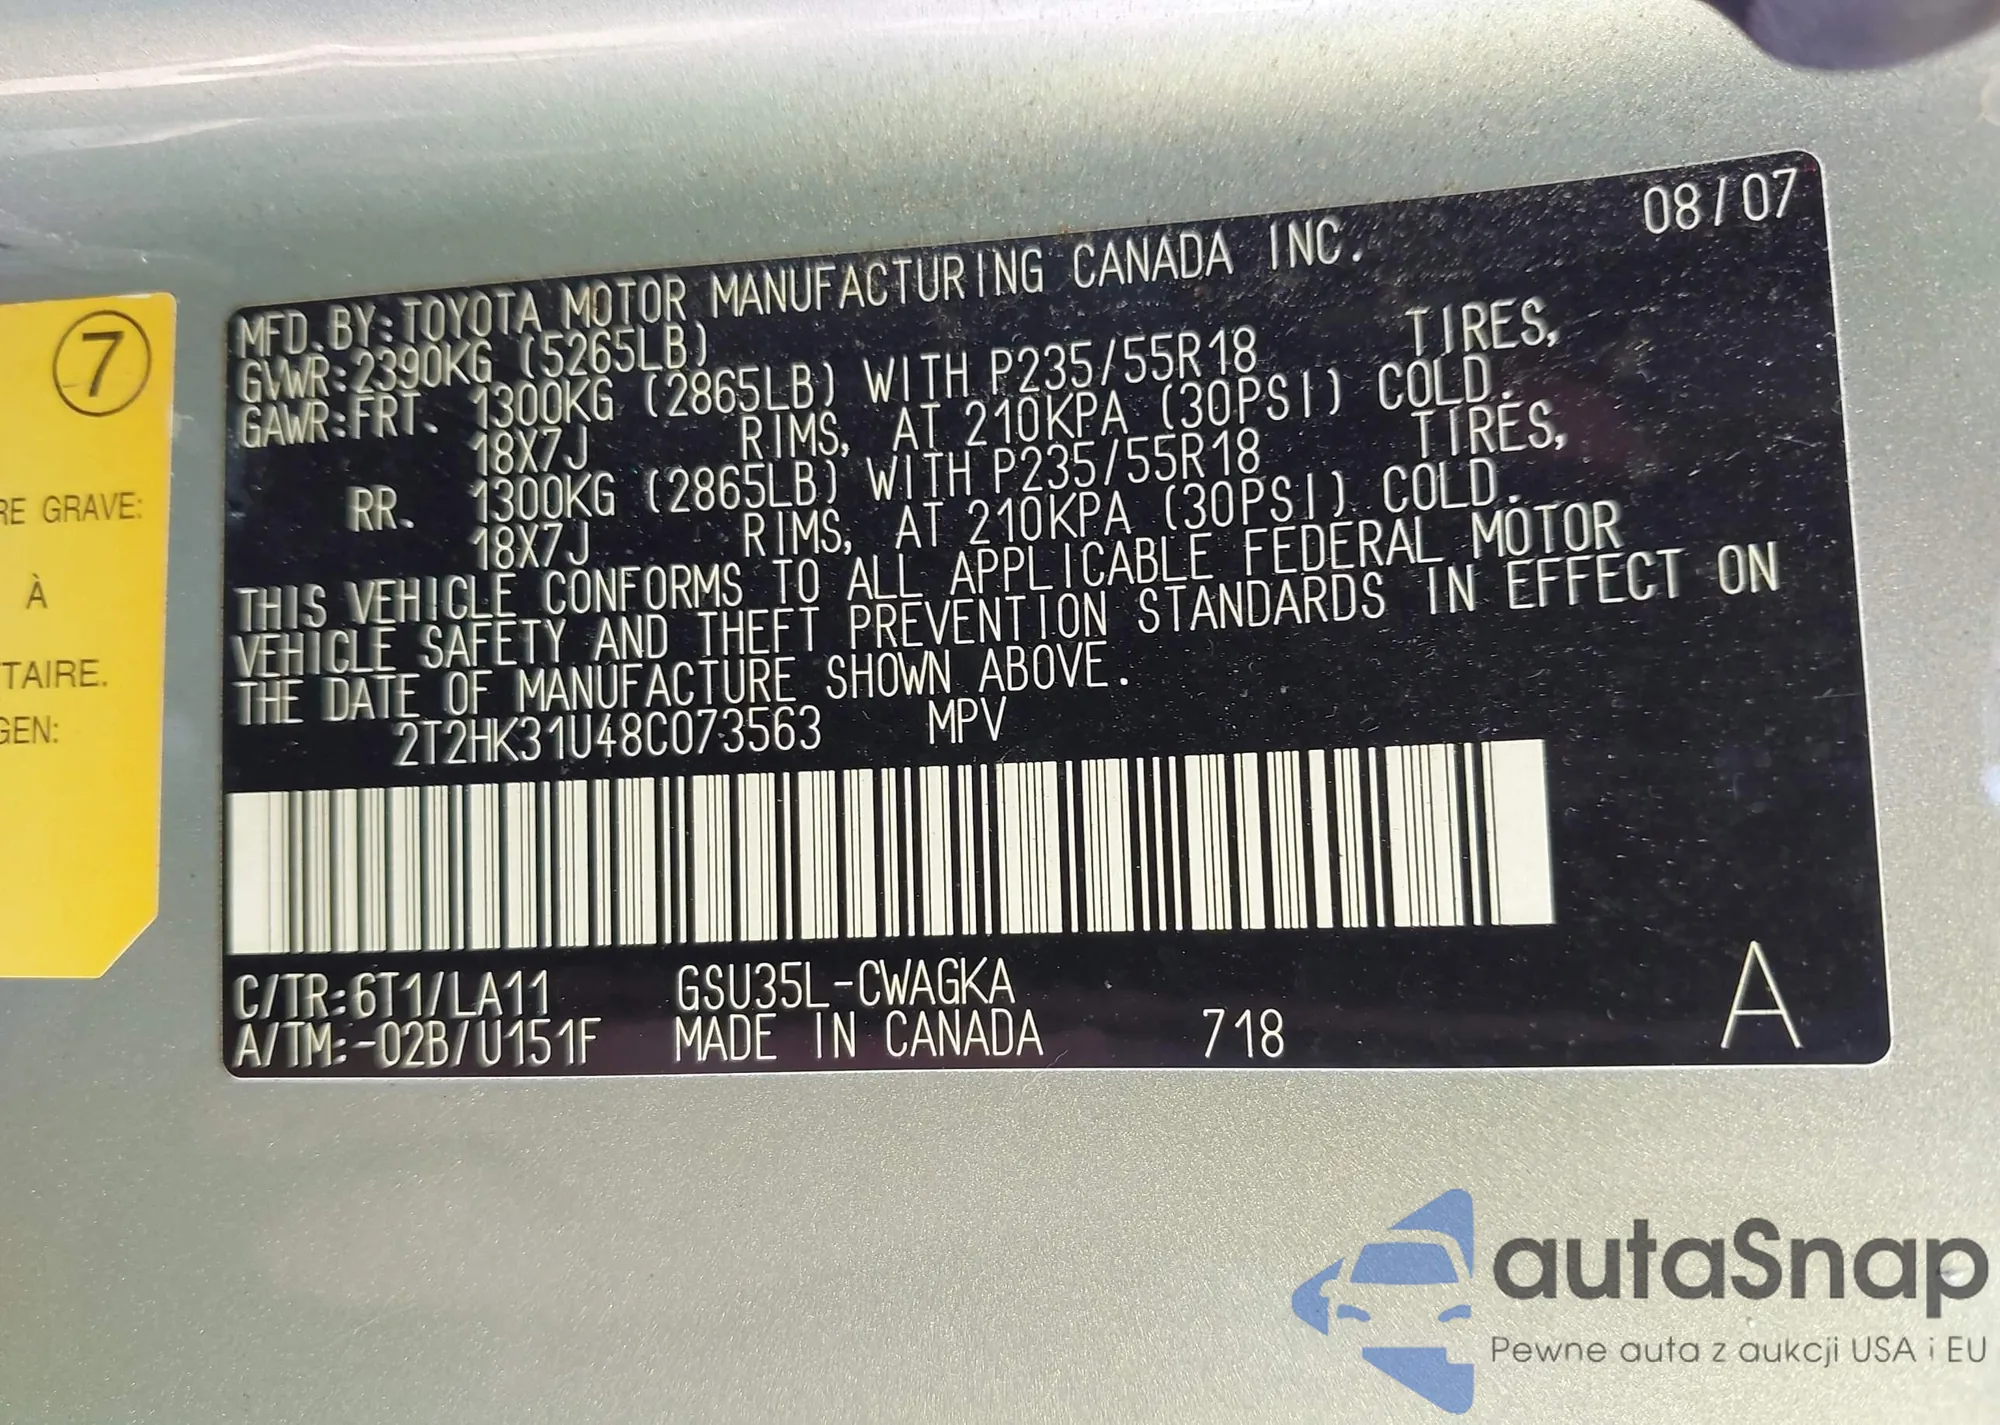 7
RE GRAVE:
À
TAIRE.
GEN:
08/07
MFD. BY: TOYOTA MOTOR MANUFACTURING CANADA INC.
GVWR: 2390KG (5265LB)
GAWR: FRT. 1300KG (2865LB) WITH P235/55R18 TIRES,
18X7J RIMS, AT 210KPA (30PSI) COLD.
RR. 1300KG (2865LB) WITH P235/55R18 TIRES,
18X7J RIMS, AT 210KPA (30PSI) COLD.
THIS VEHICLE CONFORMS TO ALL APPLICABLE FEDERAL MOTOR
VEHICLE SAFETY AND THEFT PREVENTION STANDARDS IN EFFECT ON
THE DATE OF MANUFACTURE SHOWN ABOVE.
2T2HK31U48C073563 MPV
C/TR: 6T1/LA11 GSU35L-CWAGKA
A/TM: -02B/U151F MADE IN CANADA 718 A
autaSnap
Pewne auta z aukcji USA i EU